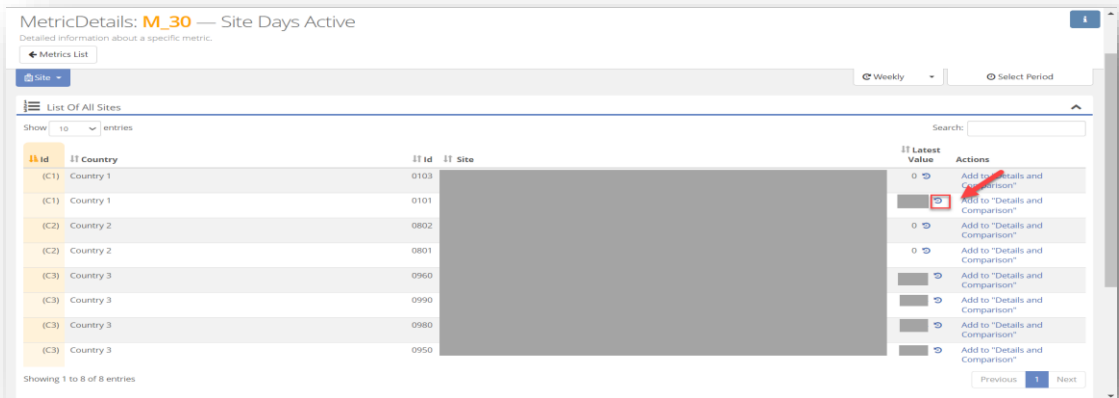 MetricDetails: M_30 — Site Days Active
Detailed information about a specific metric.
Metrics List
Site
Weekly
Select Period
List Of All Sites
Show 10 entries
Search:
Id Country Id Site Latest Value Actions
(C1) Country 1 0103 0 Add to "Details and Comparison"
(C1) Country 1 0101 Add to "Details and Comparison"
(C2) Country 2 0802 0 Add to "Details and Comparison"
(C2) Country 2 0801 0 Add to "Details and Comparison"
(C3) Country 3 0960 Add to "Details and Comparison"
(C3) Country 3 0990 Add to "Details and Comparison"
(C3) Country 3 0980 Add to "Details and Comparison"
(C3) Country 3 0950 Add to "Details and Comparison"
Showing 1 to 8 of 8 entries
Previous 1 Next